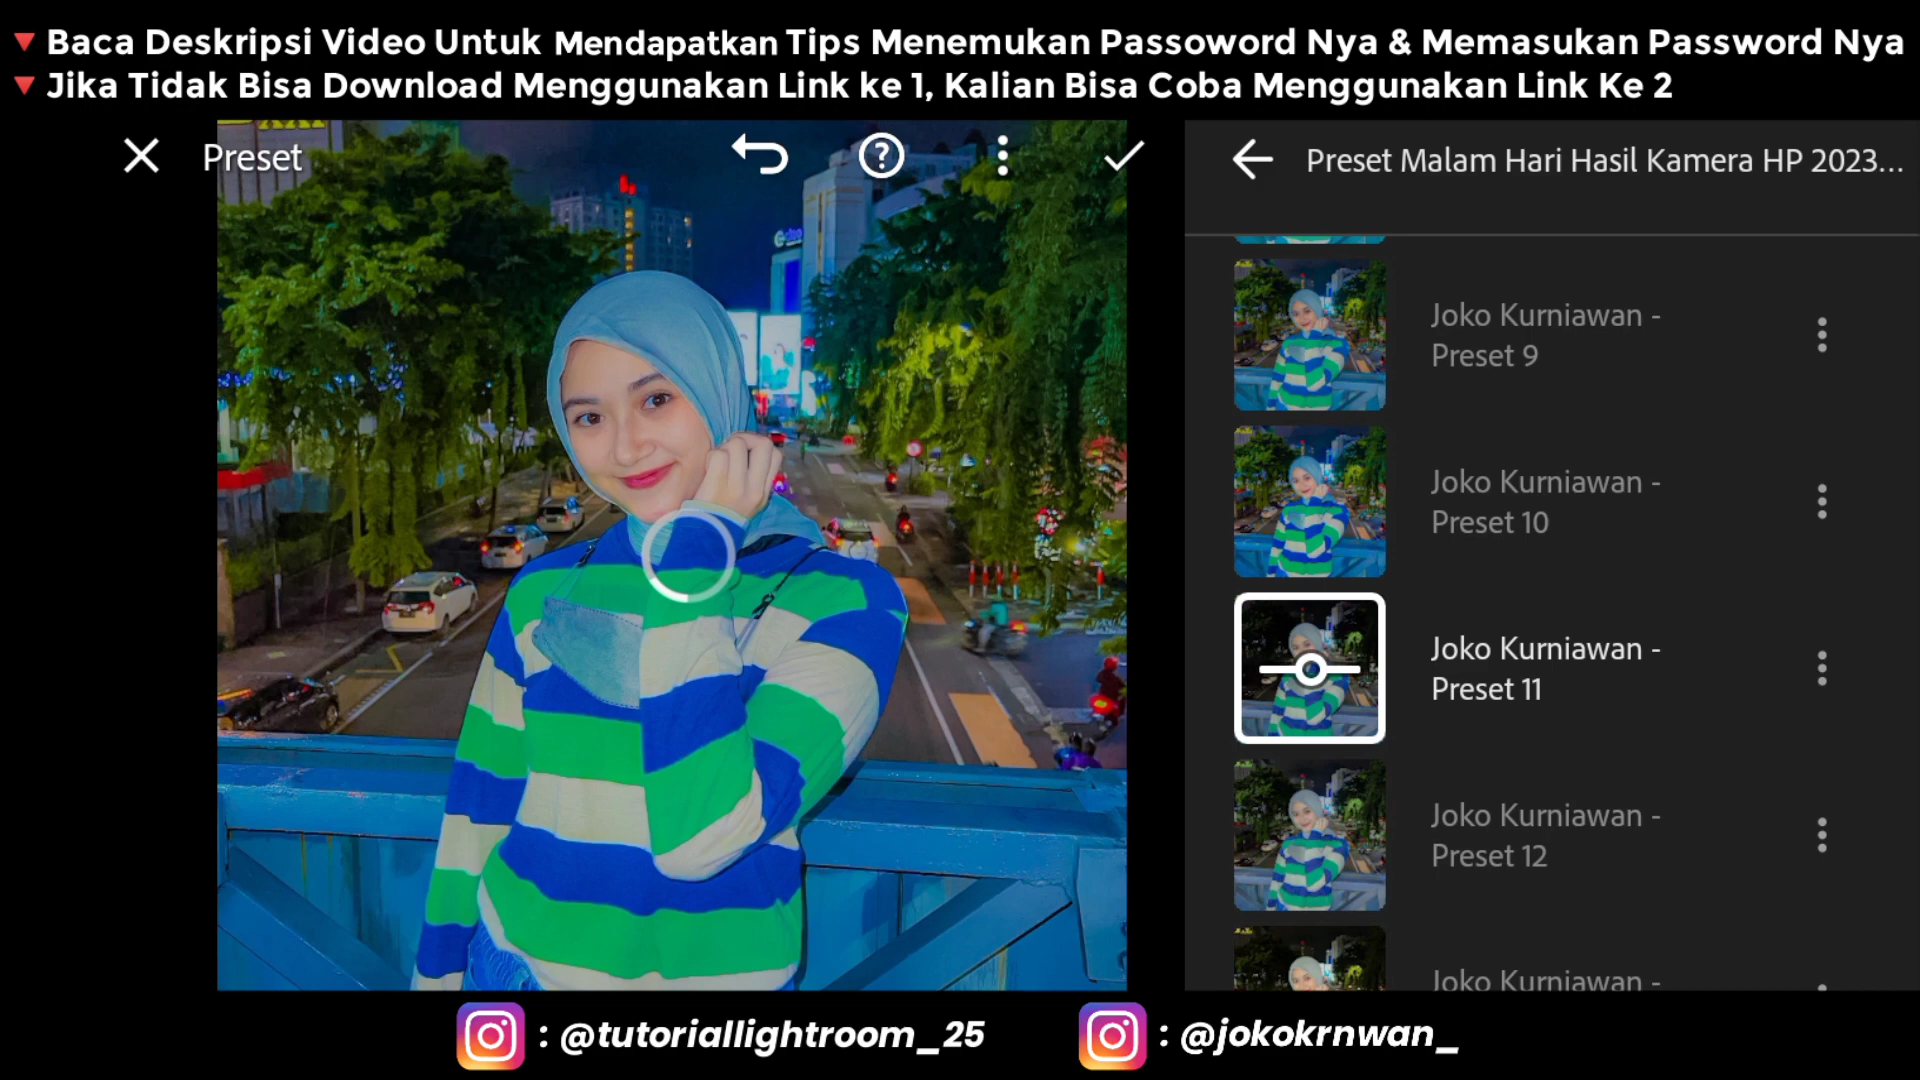 Baca Deskripsi Video Untuk Mendapatkan Tips Menemukan Passoword Nya & Memasukan Password Nya
Jika Tidak Bisa Download Menggunakan Link ke 1, Kalian Bisa Coba Menggunakan Link Ke 2
Preset
Preset Malam Hari Hasil Kamera HP 2023...
Joko Kurniawan -
Preset 9
Joko Kurniawan -
Preset 10
Joko Kurniawan -
Preset 11
Joko Kurniawan -
Preset 12
Joko Kurniawan -
: @tutoriallightroom_25
: @jokokrnwan_